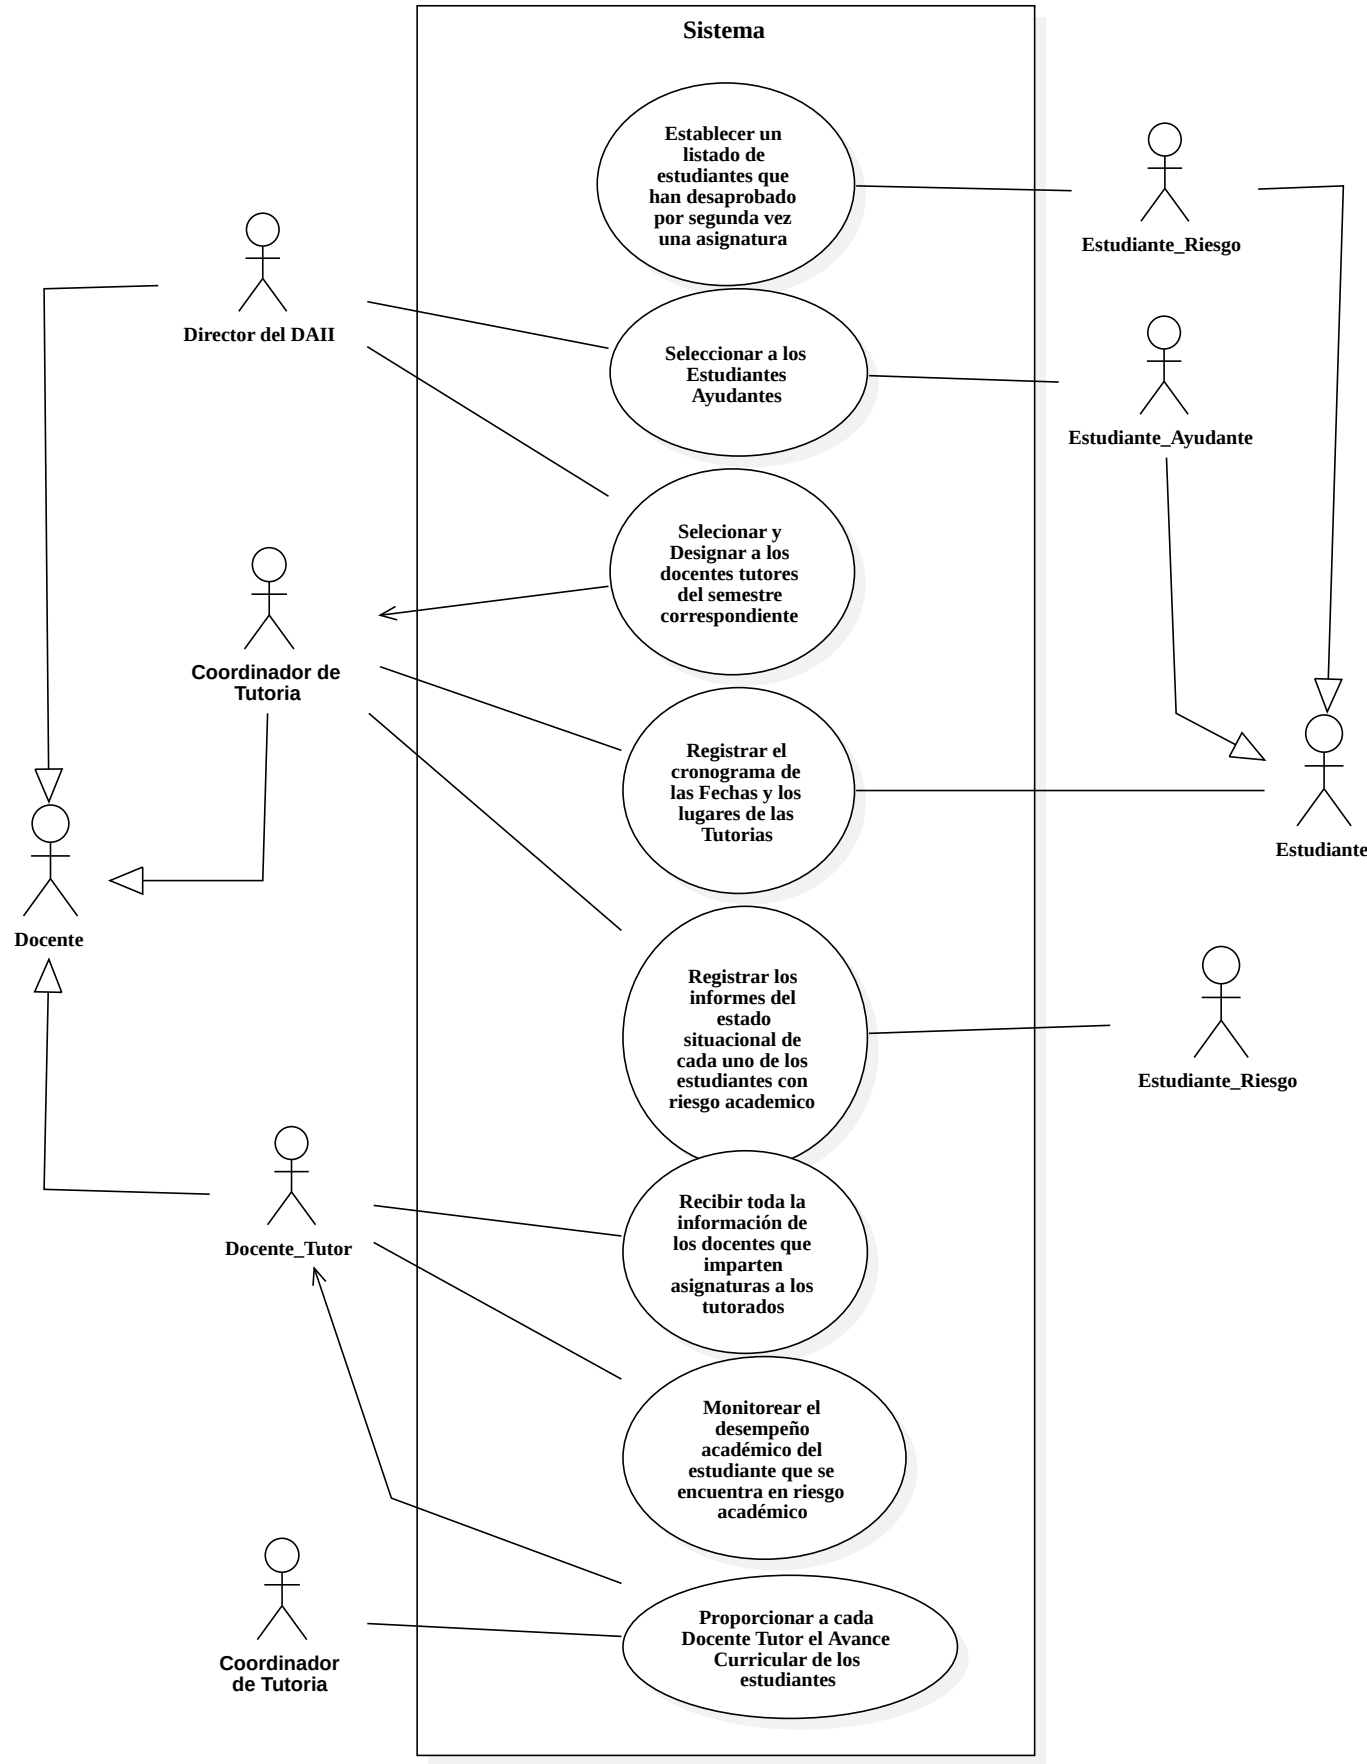 Sistema
Establecer un
listado de
estudiantes que
han desaprobado
por segunda vez
una asignatura
Estudiante_Riesgo
Director del DAII
Seleccionar a los
Estudiantes
Ayudantes
Estudiante_Ayudante
Selecionar y
Designar a los
docentes tutores
del semestre
correspondiente
Coordinador de
Tutoria
Registrar el
cronograma de
las Fechas y los
lugares de las
Tutorias
Estudiante
Docente
Registrar los
informes del
estado
situacional de
cada uno de los
estudiantes con
riesgo academico
Estudiante_Riesgo
Docente_Tutor
Recibir toda la
información de
los docentes que
imparten
asignaturas a los
tutorados
Monitorear el
desempeño
académico del
estudiante que se
encuentra en riesgo
académico
Coordinador
de Tutoria
Proporcionar a cada
Docente Tutor el Avance
Curricular de los
estudiantes